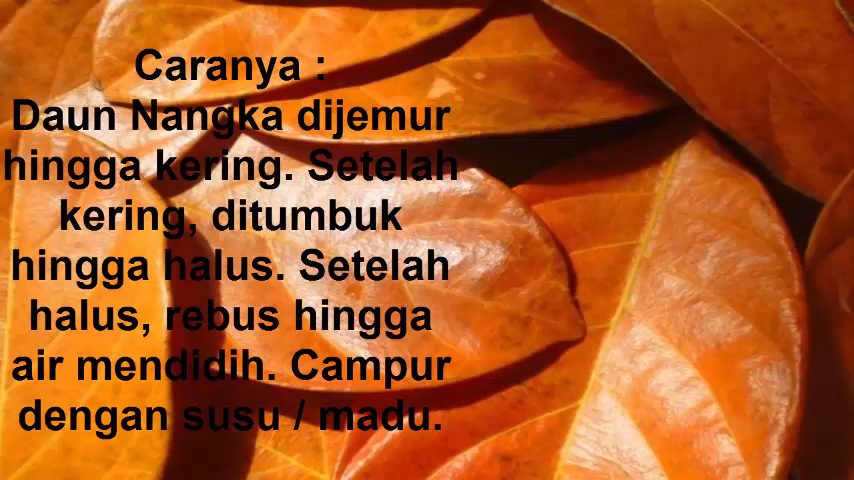 Caranya :
Daun Nangka dijemur
hingga kering. Setelah
kering, ditumbuk
hingga halus. Setelah
halus, rebus hingga
air mendidih. Campur
dengan susu / madu.